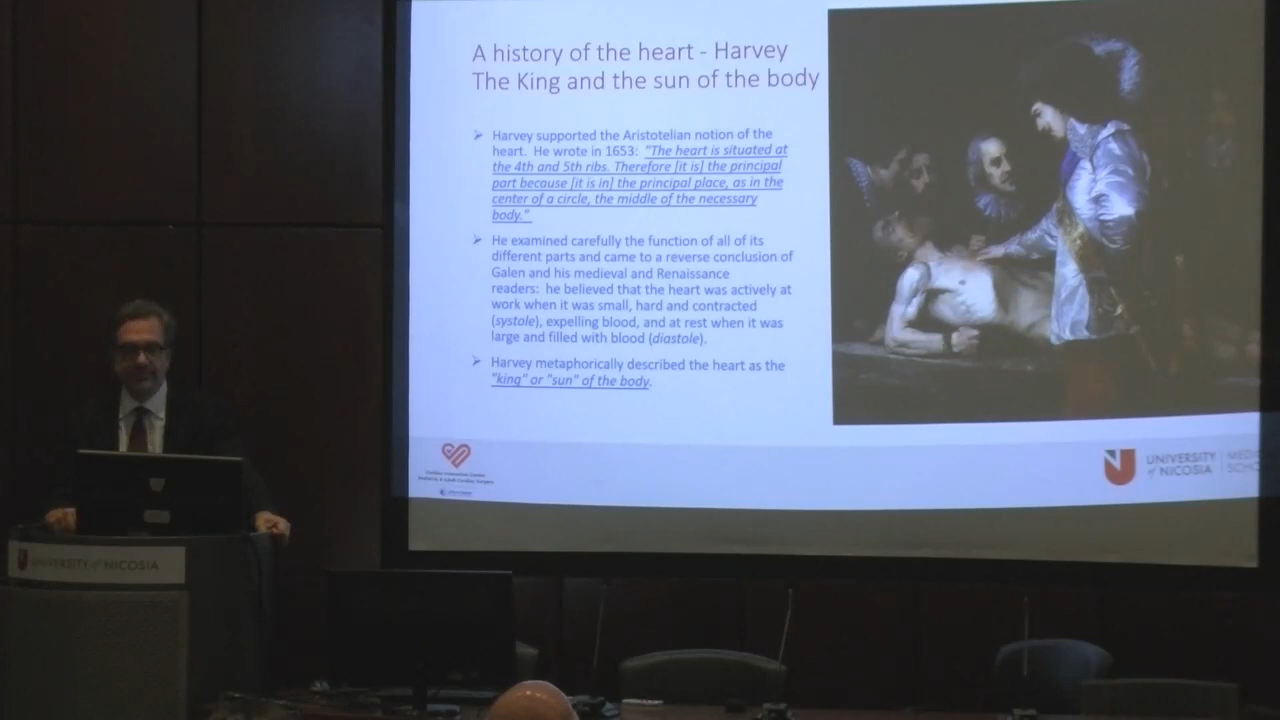 A history of the heart - Harvey
The King and the sun of the body
Harvey supported the Aristotelian notion of the
heart. He wrote in 1653: "The heart is situated at
the 4th and 5th ribs. Therefore [it is] the principal
part because [it is in] the principal place, as in the
center of a circle, the middle of the necessary
body."
He examined carefully the function of all of its
different parts and came to a reverse conclusion of
Galen and his medieval and Renaissance
readers: he believed that the heart was actively at
work when it was small, hard and contracted
(systole), expelling blood, and at rest when it was
large and filled with blood (diastole).
Harvey metaphorically described the heart as the
"king" or "sun" of the body.
UNIVERSITY
of NICOSIA
UNIVERSITY of NICOSIA